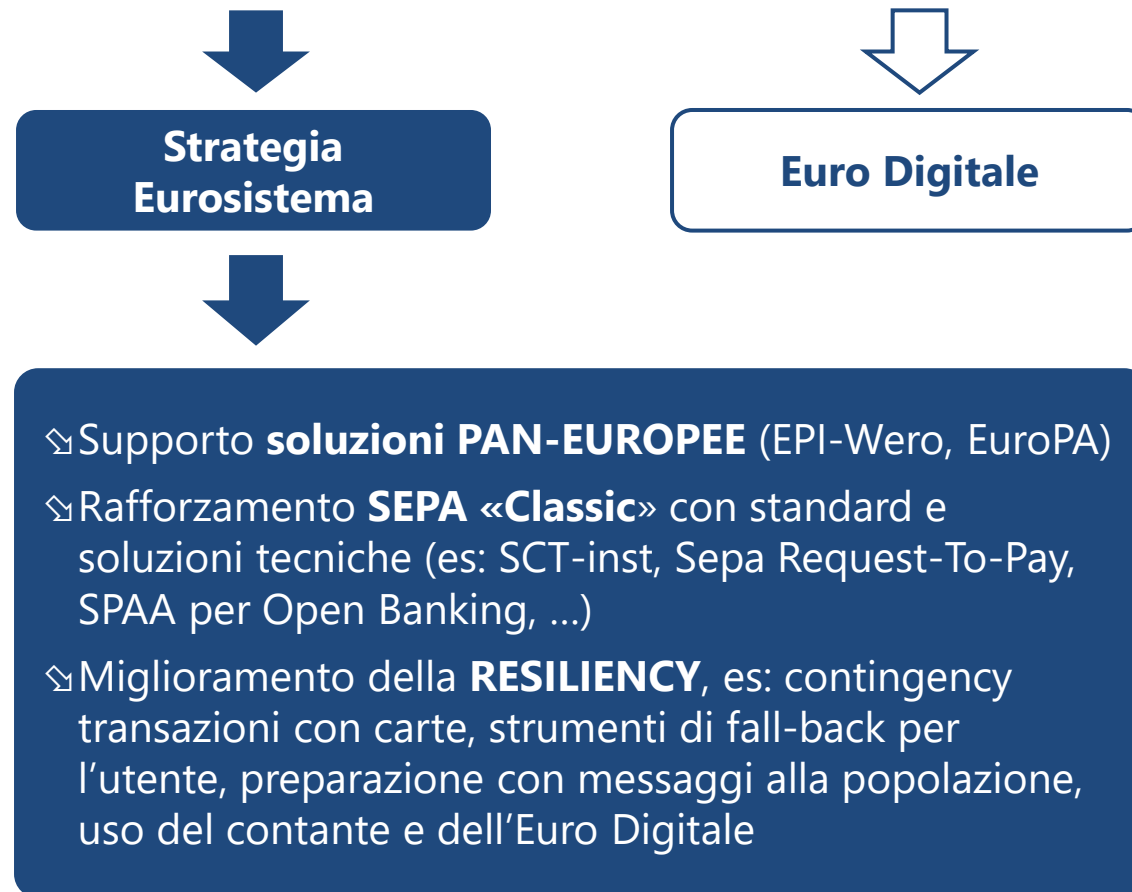 Strategia
Eurosistema
Euro Digitale
Supporto soluzioni PAN-EUROPEE (EPI-Wero, EuroPA)
Rafforzamento SEPA «Classic» con standard e
soluzioni tecniche (es: SCT-inst, Sepa Request-To-Pay,
SPAA per Open Banking, ...)
Miglioramento della RESILIENCY, es: contingency
transazioni con carte, strumenti di fall-back per
l’utente, preparazione con messaggi alla popolazione,
uso del contante e dell’Euro Digitale